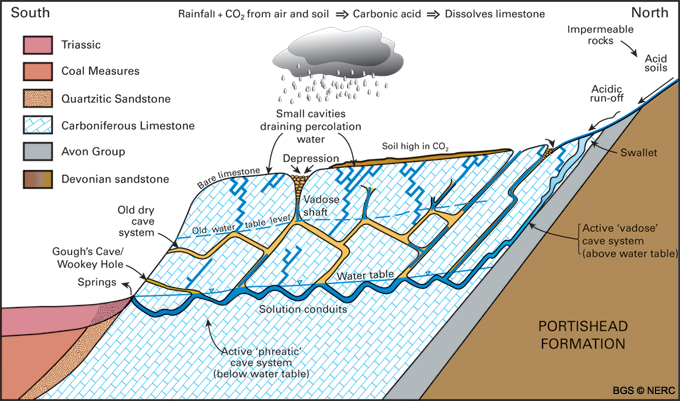 South
Rainfall + CO₂ from air and soil ⇒ Carbonic acid ⇒ Dissolves limestone
North
Triassic
Coal Measures
Quartzitic Sandstone
Carboniferous Limestone
Avon Group
Devonian sandstone
Impermeable
rocks
Acid
soils
Acidic
run-off
Swallet
Small cavities
draining percolation
water
Depression
Soil high in CO₂
Bare limestone
Vadose
shaft
Old water table level
Old dry
cave
system
Gough's Cave/
Wookey Hole
Springs
Water table
Solution conduits
Active 'vadose'
cave system
(above water table)
Active 'phreatic'
cave system
(below water table)
PORTISHEAD
FORMATION
BGS © NERC